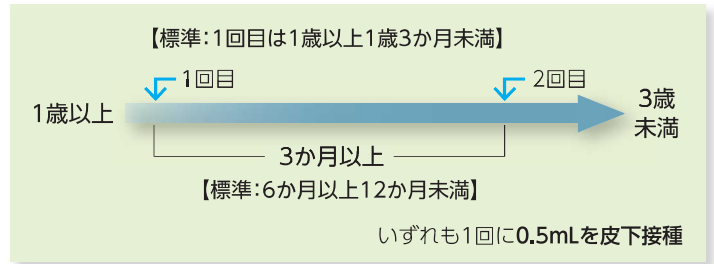 【標準:1回目は1歳以上1歳3か月未満】
1回目
2回目
1歳以上
3歳
未満
3か月以上
【標準:6か月以上12か月未満】
いずれも1回に0.5mLを皮下接種